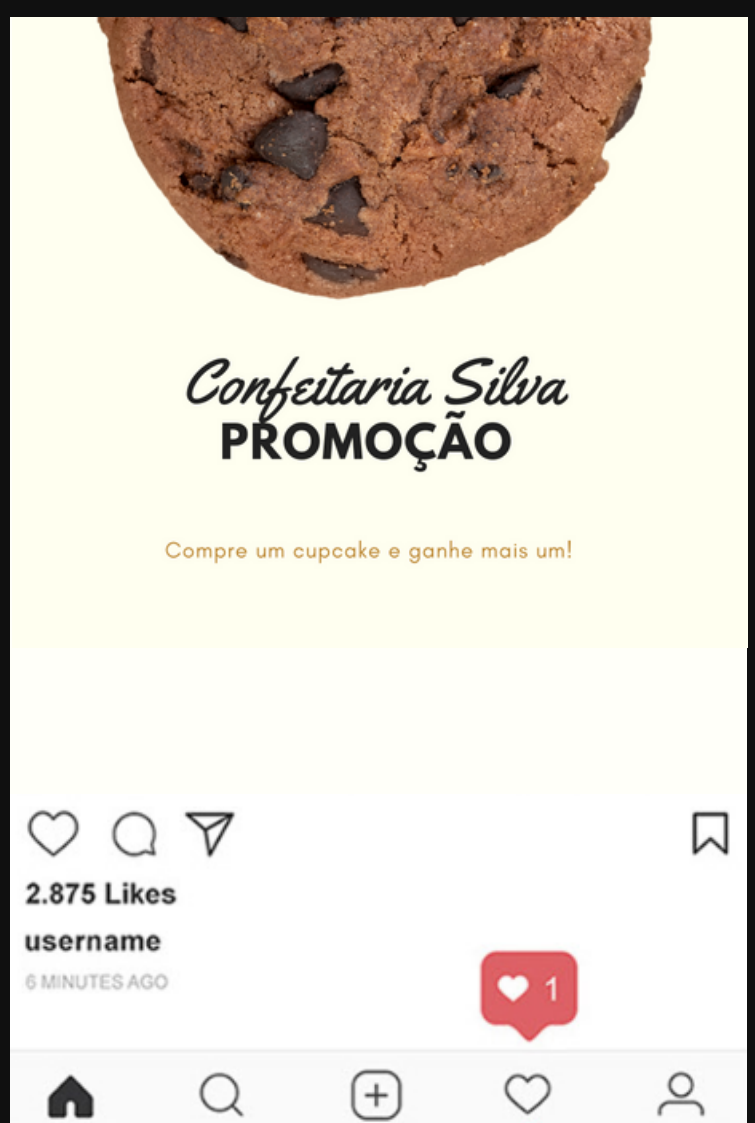 Confeitaria Silva
PROMOÇÃO
Compre um cupcake e ganhe mais um!
2.875 Likes
username
6 MINUTES AGO
1